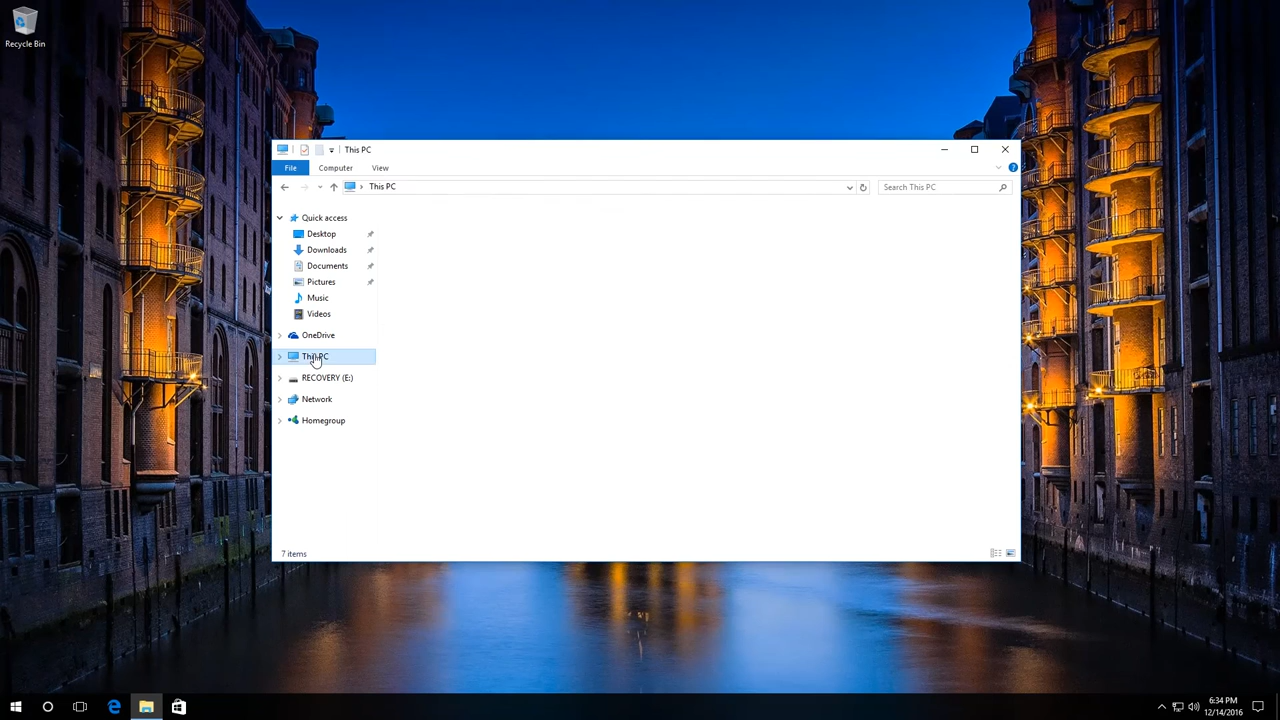 Recycle Bin
This PC
File Computer View
This PC
Search This PC
Quick access
Desktop
Downloads
Documents
Pictures
Music
Videos
OneDrive
This PC
RECOVERY (E:)
Network
Homegroup
7 items
6:34 PM
12/14/2016